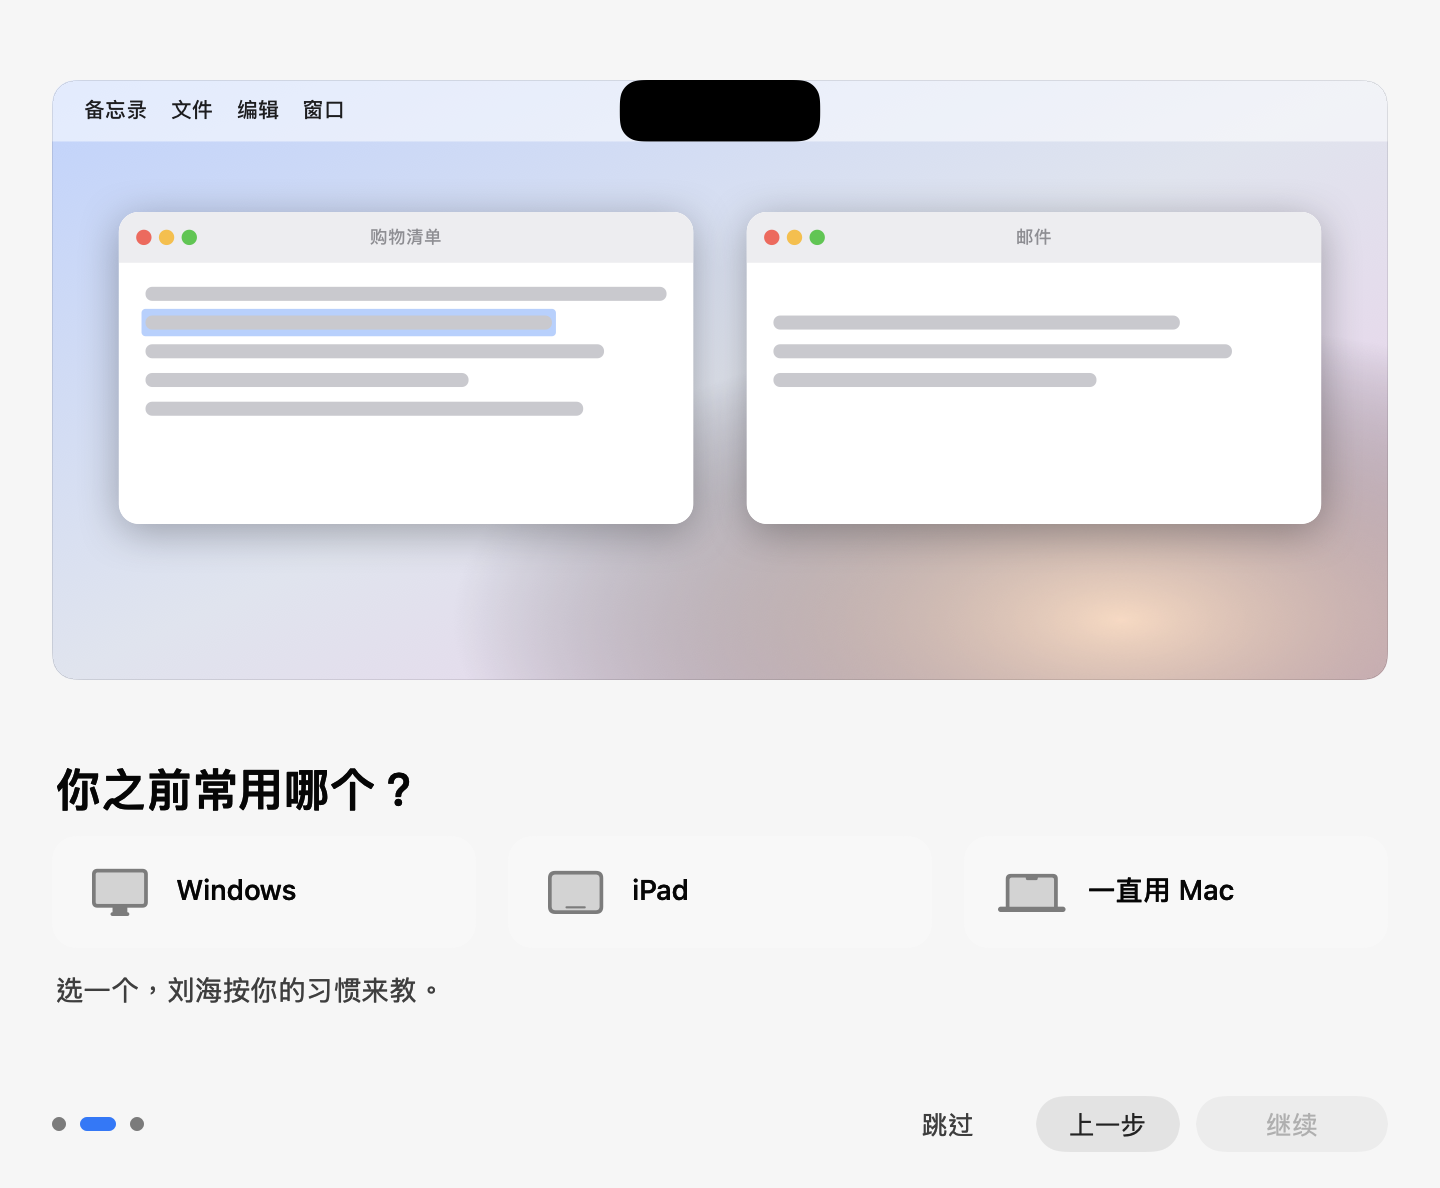 备忘录 文件 编辑 窗口
购物清单
邮件
你之前常用哪个？
Windows
iPad
一直用 Mac
选一个，刘海按你的习惯来教。
跳过
上一步
继续